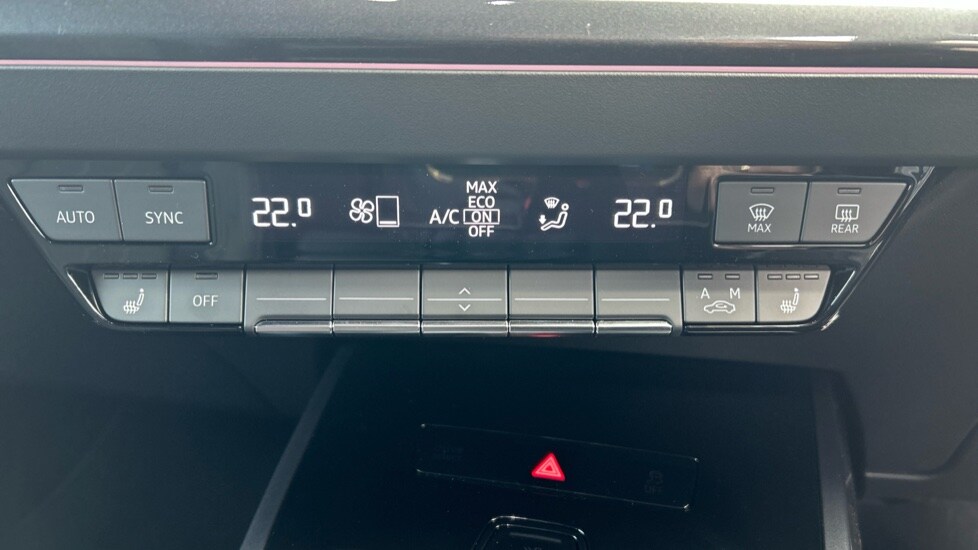 AUTO SYNC 22.0 A/C MAX 22.0 MAX REAR
ECO
ON
OFF
OFF A M